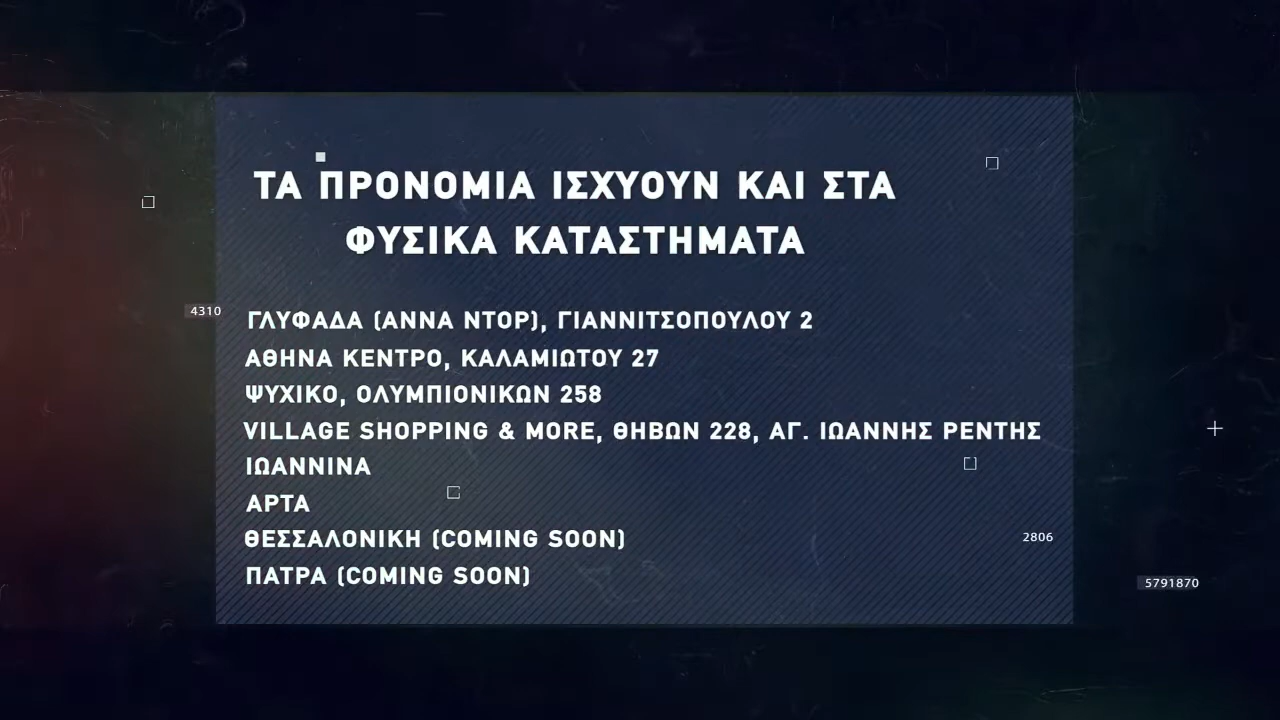 ΤΑ ΠΡΟΝΟΜΙΑ ΙΣΧΥΟΥΝ ΚΑΙ ΣΤΑ
ΦΥΣΙΚΑ ΚΑΤΑΣΤΗΜΑΤΑ
4310
ΓΛΥΦΑΔΑ (ΑΝΝΑ ΝΤΟΡ), ΓΙΑΝΝΙΤΣΟΠΟΥΛΟΥ 2
ΑΘΗΝΑ ΚΕΝΤΡΟ, ΚΑΛΑΜΙΩΤΟΥ 27
ΨΥΧΙΚΟ, ΟΛΥΜΠΙΟΝΙΚΩΝ 258
VILLAGE SHOPPING & MORE, ΘΗΒΩΝ 228, ΑΓ. ΙΩΑΝΝΗΣ ΡΕΝΤΗΣ
ΙΩΑΝΝΙΝΑ
ΑΡΤΑ
ΘΕΣΣΑΛΟΝΙΚΗ (COMING SOON)
2806
ΠΑΤΡΑ (COMING SOON)
5791870